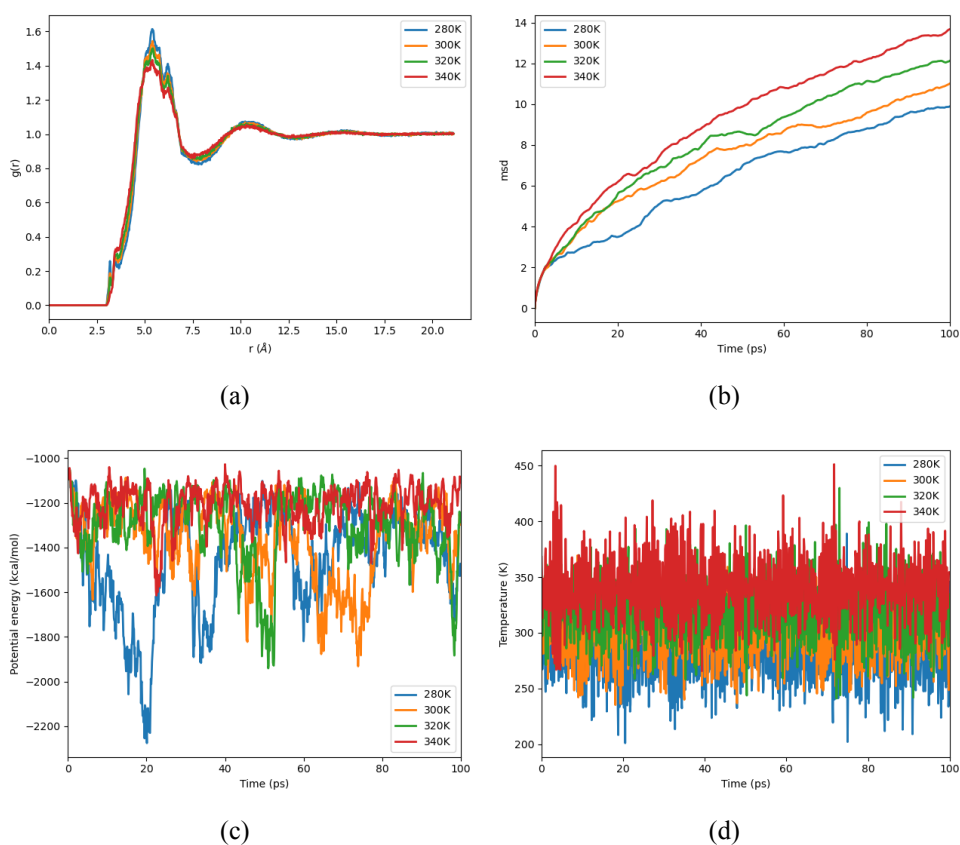 g(r)
1.6
1.4
1.2
1.0
0.8
0.6
0.4
0.2
0.0
0.0 2.5 5.0 7.5 10.0 12.5 15.0 17.5 20.0
r (Å)
280K
300K
320K
340K
(a)
msd
14
12
10
8
6
4
2
0
0 20 40 60 80 100
Time (ps)
280K
300K
320K
340K
(b)
Potential energy (kcal/mol)
−1000
−1200
−1400
−1600
−1800
−2000
−2200
0 20 40 60 80 100
Time (ps)
280K
300K
320K
340K
(c)
Temperature (K)
450
400
350
300
250
200
0 20 40 60 80 100
Time (ps)
280K
300K
320K
340K
(d)